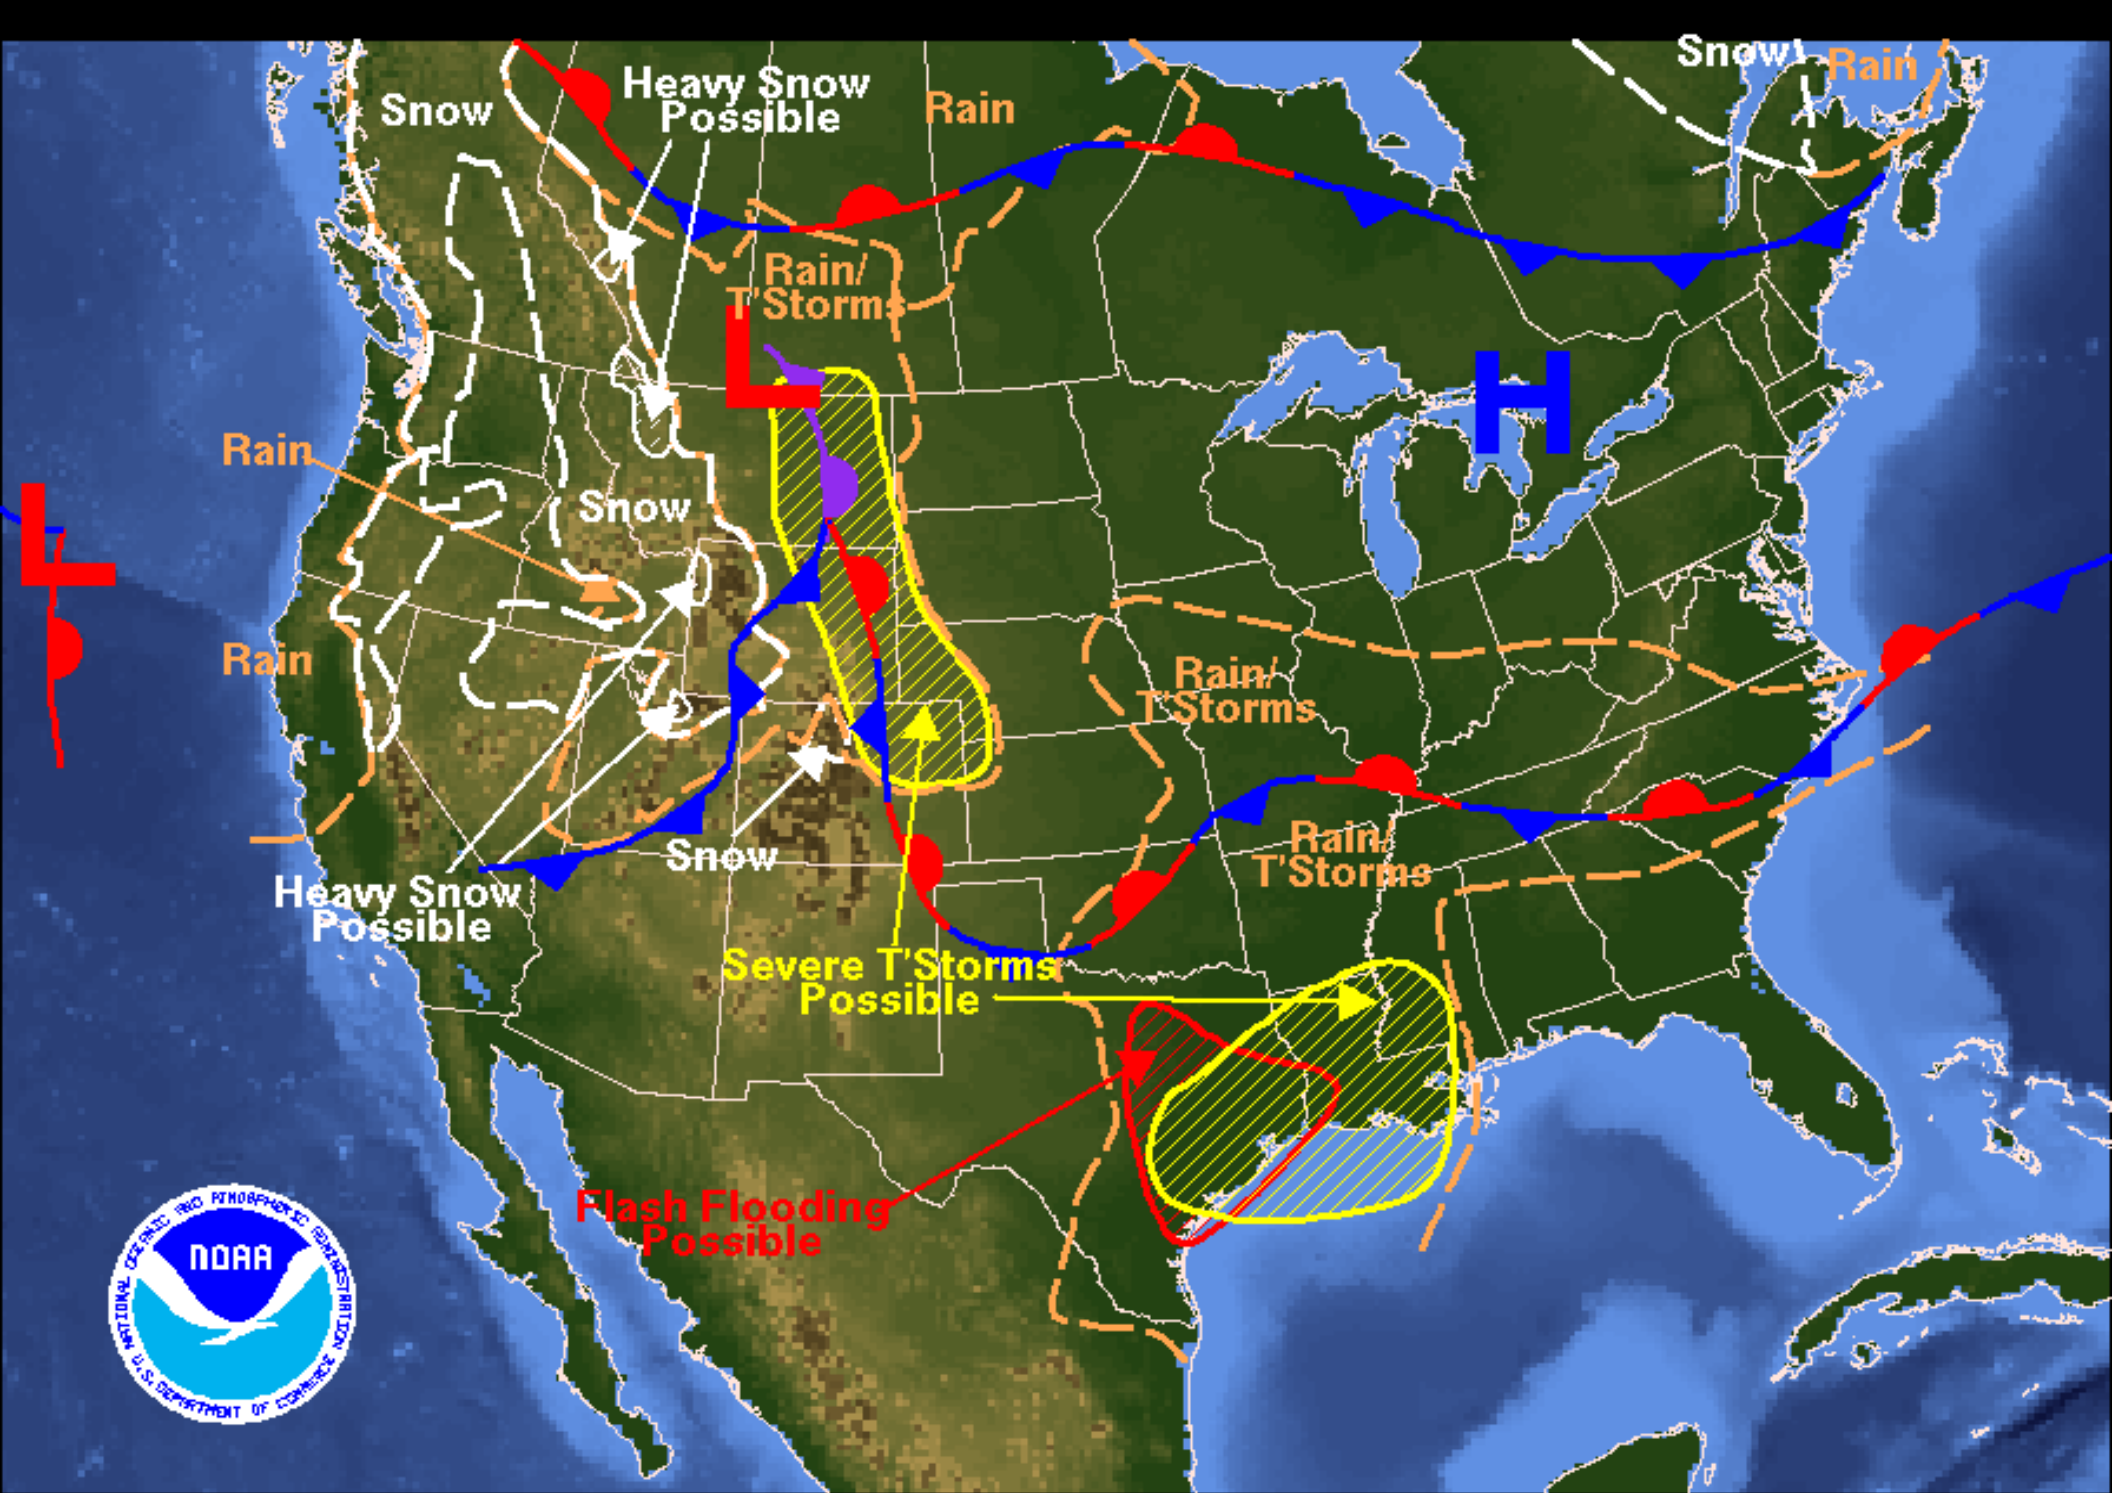 Snow
Rain
Heavy Snow
Possible
Snow
Rain
Rain/
T'Storms
L
H
Rain
L
Snow
Rain
Rain/
T'Storms
Rain/
T'Storms
Snow
Heavy Snow
Possible
Severe T'Storms
Possible
Flash Flooding
Possible
NATIONAL OCEANIC AND ATMOSPHERIC ADMINISTRATION
NOAA
U.S. DEPARTMENT OF COMMERCE